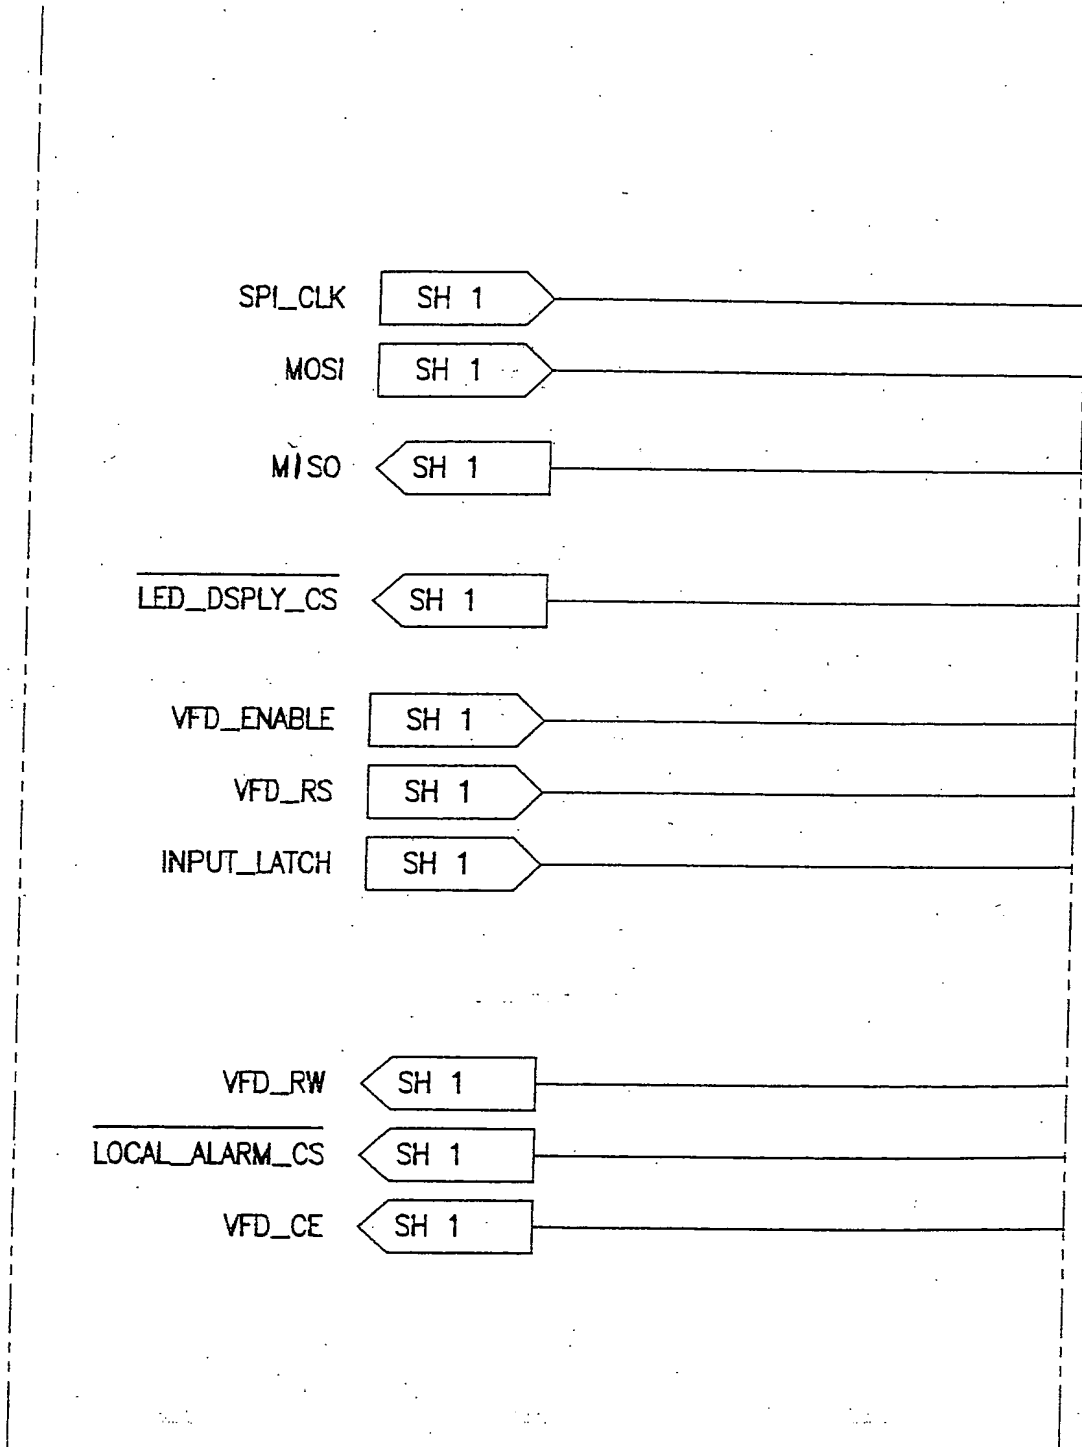 SPI_CLK SH 1
MOSI SH 1
MISO SH 1
LED_DSPLY_CS SH 1
VFD_ENABLE SH 1
VFD_RS SH 1
INPUT_LATCH SH 1
VFD_RW SH 1
LOCAL_ALARM_CS SH 1
VFD_CE SH 1